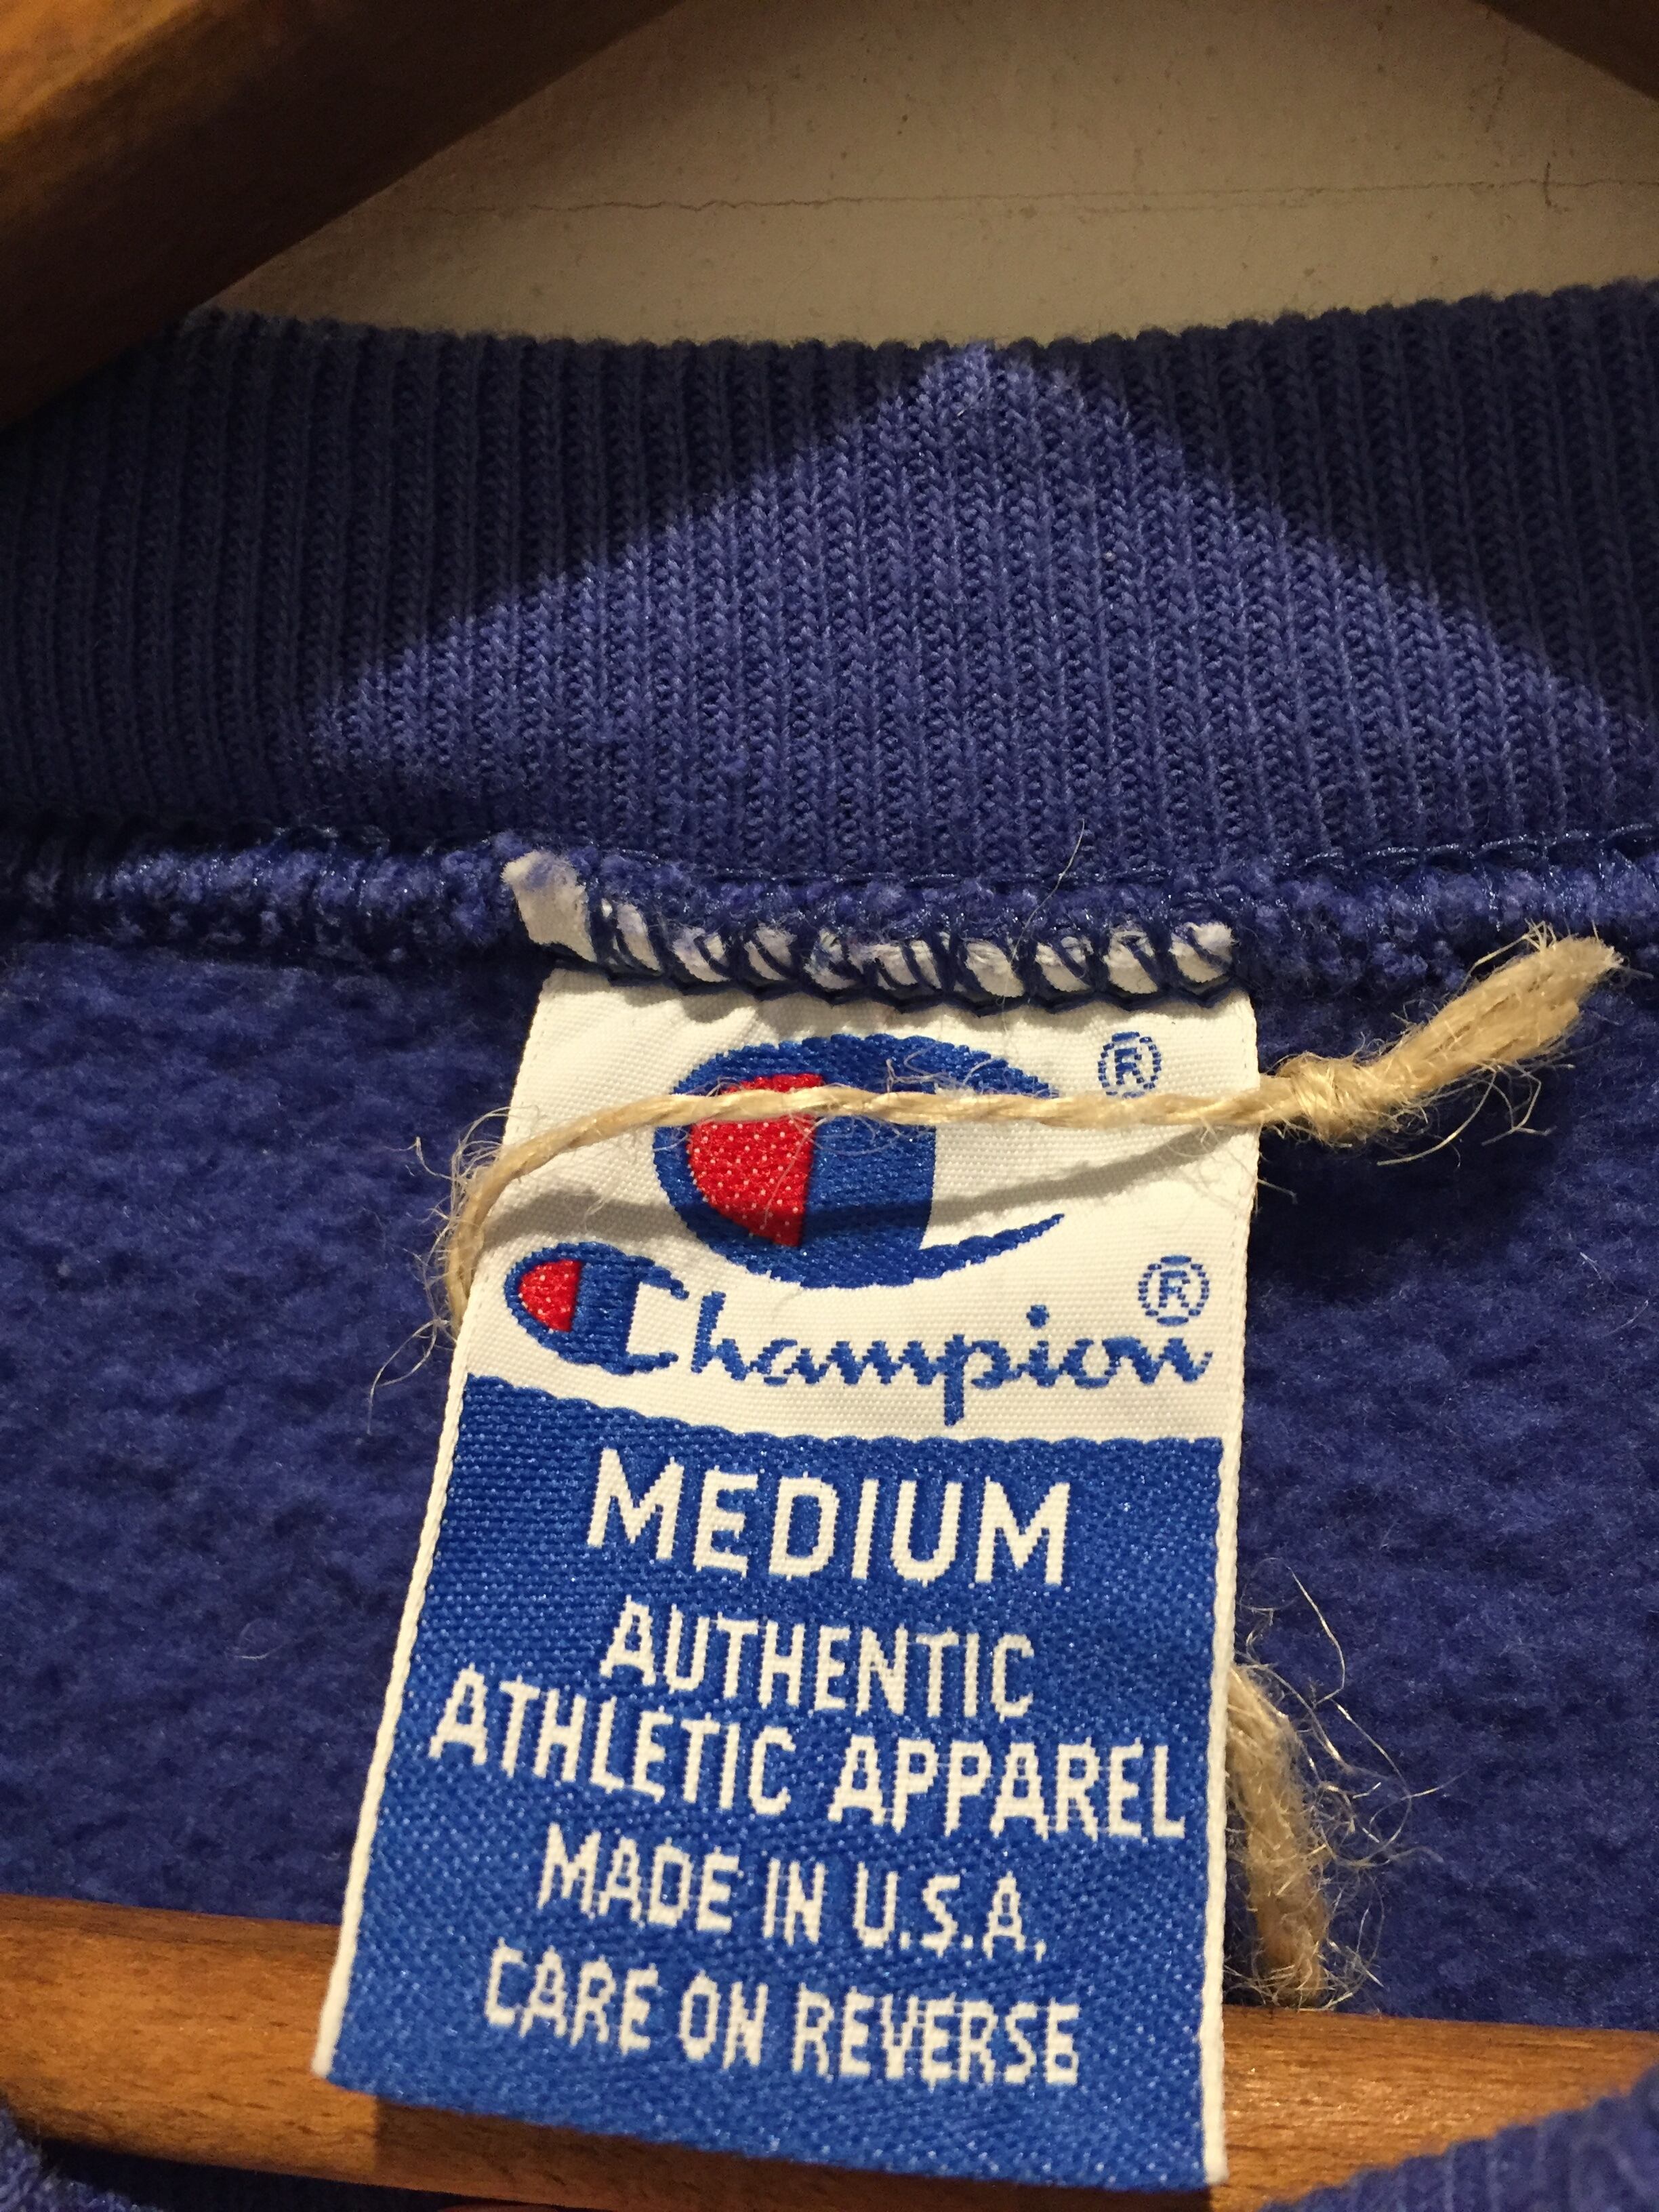 ®
Champion®
MEDIUM
AUTHENTIC
ATHLETIC APPAREL
MADE IN U.S.A.
CARE ON REVERSE